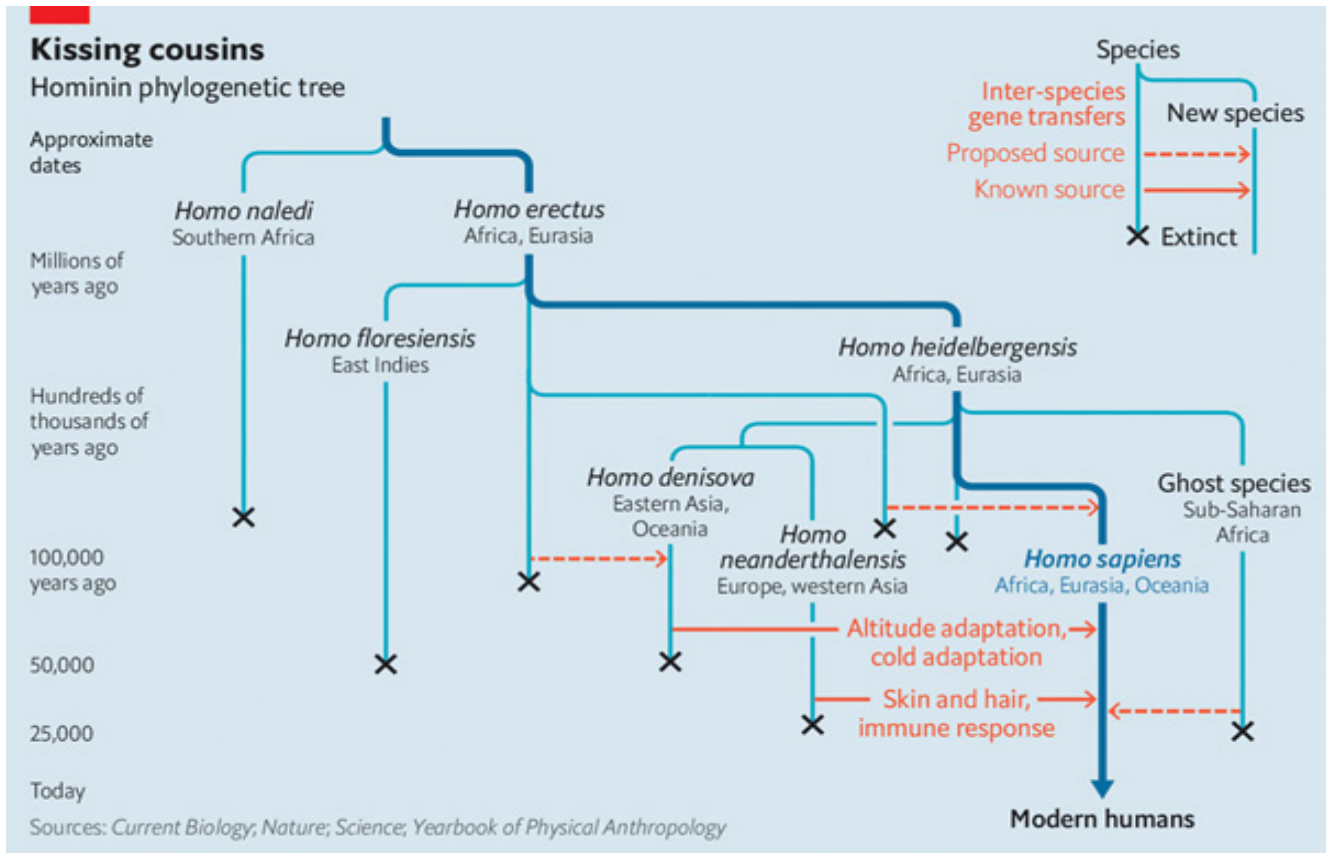 Kissing cousins
Hominin phylogenetic tree
Approximate
dates
Species
Inter-species
gene transfers
New species
Proposed source
Known source
Extinct
Homo naledi
Southern Africa
Homo erectus
Africa, Eurasia
Millions of
years ago
Homo floresiensis
East Indies
Homo heidelbergensis
Africa, Eurasia
Hundreds of
thousands of
years ago
Homo denisova
Eastern Asia,
Oceania
Homo
neanderthalensis
Europe, western Asia
Ghost species
Sub-Saharan
Africa
100,000
years ago
Homo sapiens
Africa, Eurasia, Oceania
Altitude adaptation,
cold adaptation
50,000
Skin and hair,
immune response
25,000
Today
Modern humans
Sources: Current Biology; Nature; Science; Yearbook of Physical Anthropology